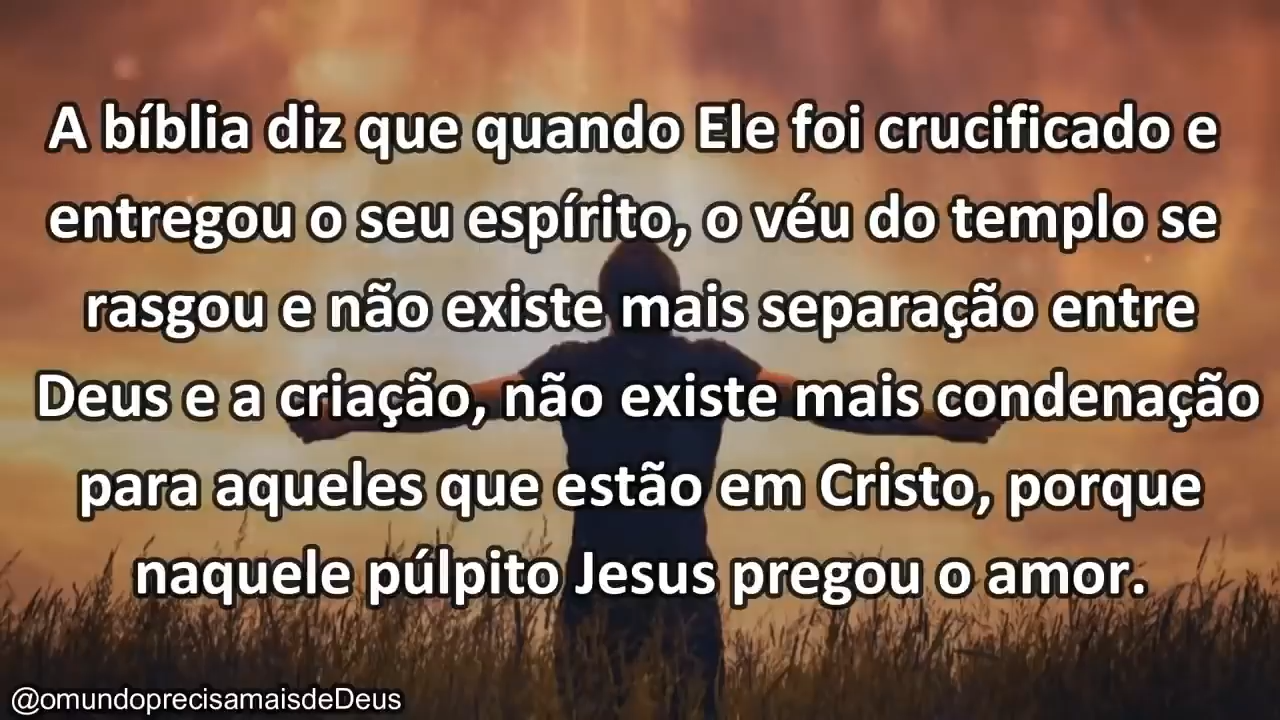 A bíblia diz que quando Ele foi crucificado e
entregou o seu espírito, o véu do templo se
rasgou e não existe mais separação entre
Deus e a criação, não existe mais condenação
para aqueles que estão em Cristo, porque
naquele púlpito Jesus pregou o amor.
@omundoprecisamaisdeDeus